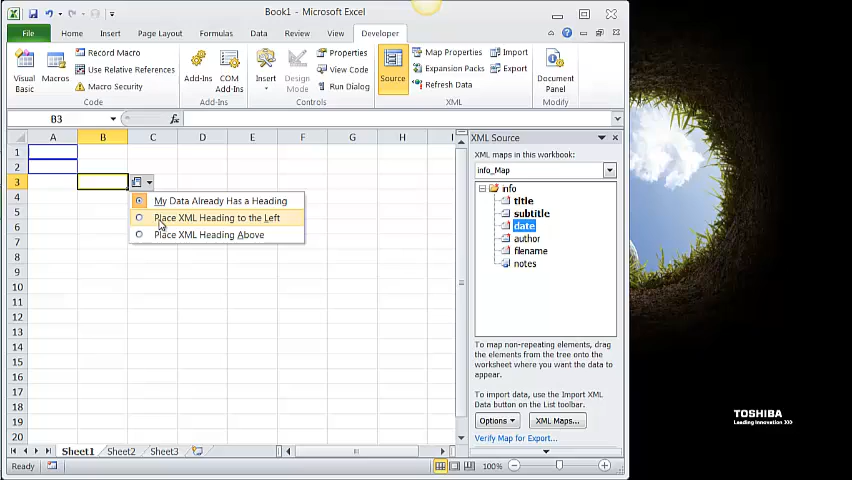 Book1 - Microsoft Excel
File Home Insert Page Layout Formulas Data Review View Developer
Visual Basic
Macros
Record Macro
Use Relative References
Macro Security
Code
Add-Ins
COM Add-Ins
Add-Ins
Insert
Design Mode
Properties
View Code
Run Dialog
Controls
Source
Map Properties
Expansion Packs
Refresh Data
Import
Export
XML
Document Panel
Modify
B3
fx
A B C D E F G H I
1
2
3
4
5
6
7
8
9
10
11
12
13
14
15
16
17
18
19
20
My Data Already Has a Heading
Place XML Heading to the Left
Place XML Heading Above
XML Source
XML maps in this workbook:
info_Map
info
title
subtitle
date
author
filename
notes
To map non-repeating elements, drag
the elements from the tree onto the
worksheet where you want the data to
appear.
To import data, use the Import XML
Data button on the List toolbar.
Options
XML Maps...
Verify Map for Export...
Sheet1 Sheet2 Sheet3
Ready
100%
TOSHIBA
Leading Innovation >>>